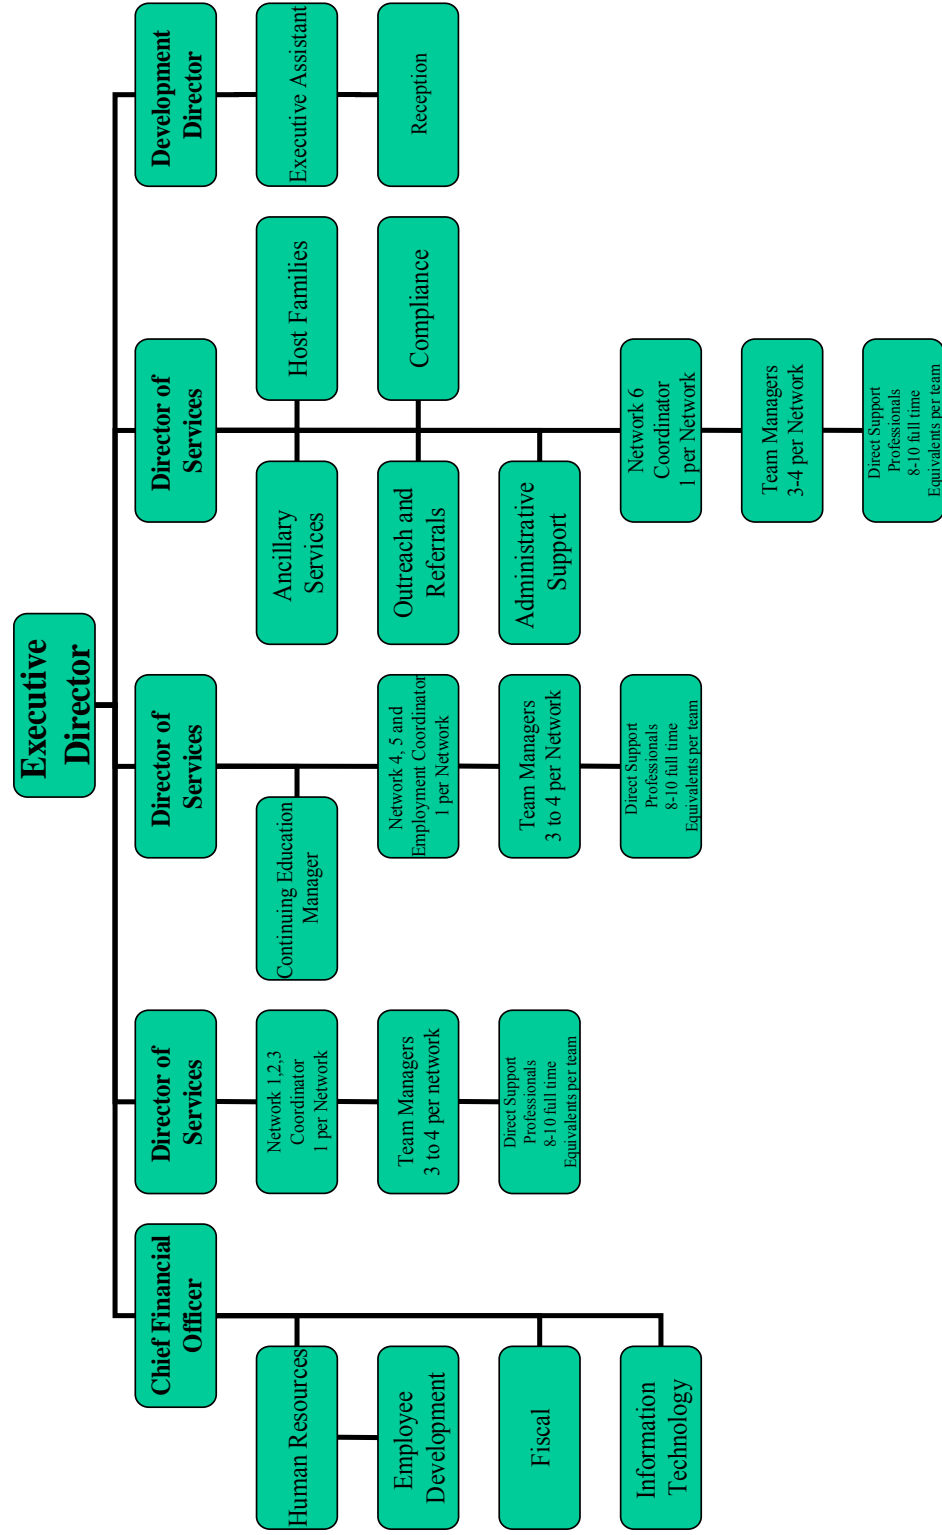 Executive
Director
Chief Financial
Officer
Human Resources
Employee
Development
Fiscal
Information
Technology
Director of
Services
Network 1,2,3
Coordinator
1 per Network
Team Managers
3 to 4 per network
Direct Support
Professionals
8-10 full time
Equivalents per team
Director of
Services
Continuing Education
Manager
Network 4, 5 and
Employment Coordinator
1 per Network
Team Managers
3 to 4 per Network
Direct Support
Professionals
8-10 full time
Equivalents per team
Director of
Services
Ancillary
Services
Host Families
Outreach and
Referrals
Compliance
Administrative
Support
Network 6
Coordinator
1 per Network
Team Managers
3-4 per Network
Direct Support
Professionals
8-10 full time
Equivalents per team
Development
Director
Executive Assistant
Reception